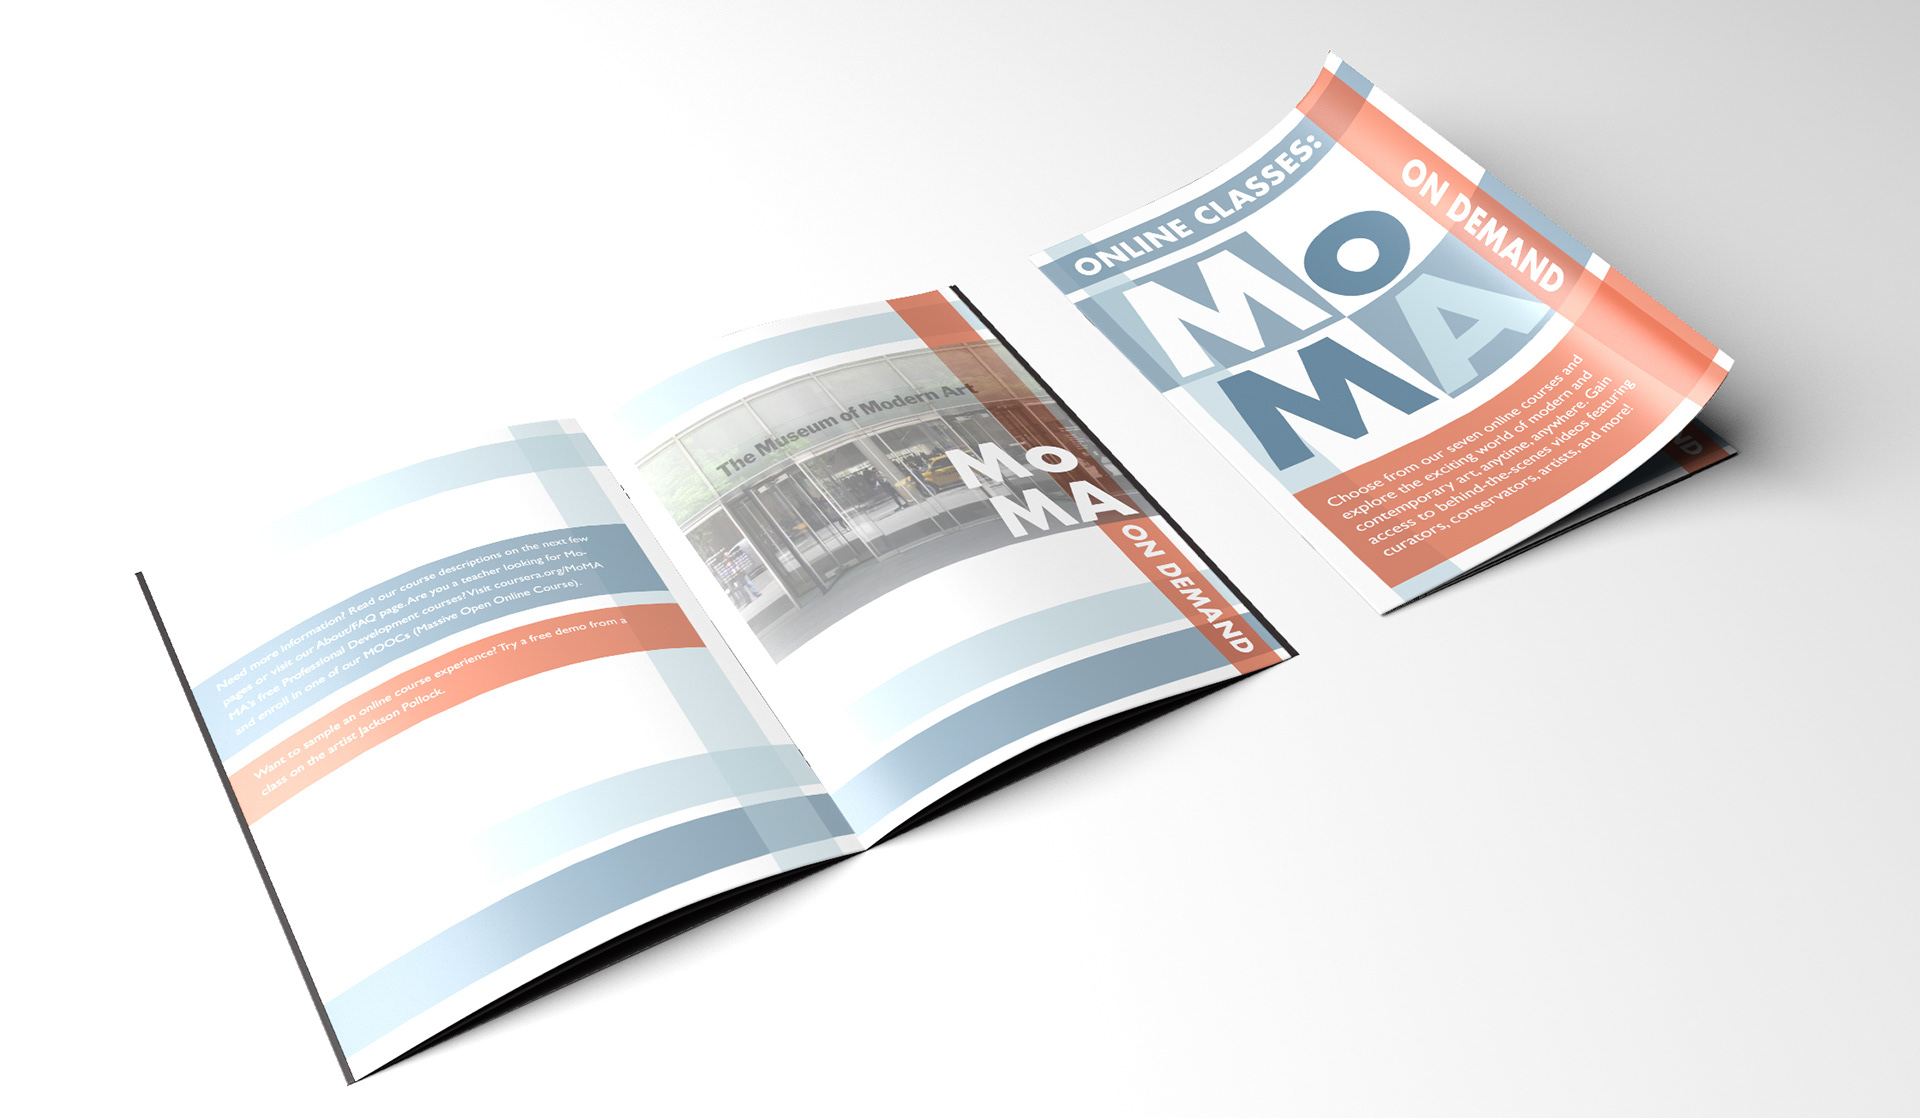 Need more information? Read our course descriptions on the next few
pages or visit our About/FAQ page. Are you a teacher looking for Mo-
MA's free Professional Development courses? Visit coursera.org/MoMA
and enroll in one of our MOOCs (Massive Open Online Course).
Want to sample an online course experience? Try a free demo from a
class on the artist Jackson Pollock.
The Museum of Modern Art
Mo
MA
ON DEMAND
ONLINE CLASSES:
Mo
MA
ON DEMAND
Choose from our seven online courses and
explore the exciting world of modern and
contemporary art, anytime, anywhere. Gain
access to behind-the-scenes videos featuring
curators, conservators, artists, and more!